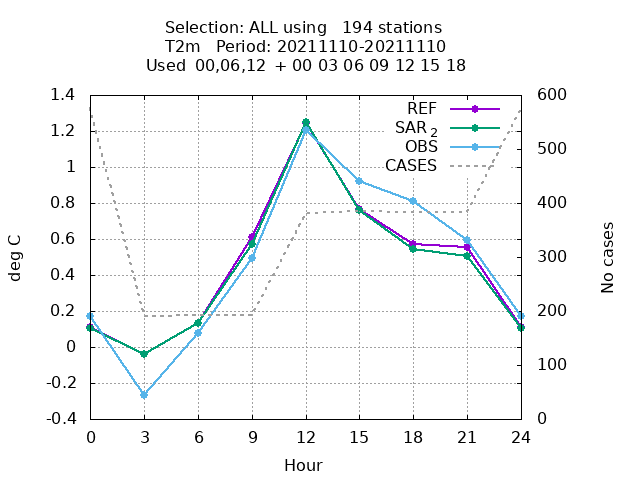 Selection: ALL using   194 stations
T2m   Period: 20211110-20211110
Used  00,06,12  + 00 03 06 09 12 15 18
1.4
1.2
1
0.8
0.6
0.4
0.2
0
-0.2
-0.4
deg C
600
500
400
300
200
100
0
No cases
REF
SAR 2
OBS
CASES
0 3 6 9 12 15 18 21 24
Hour